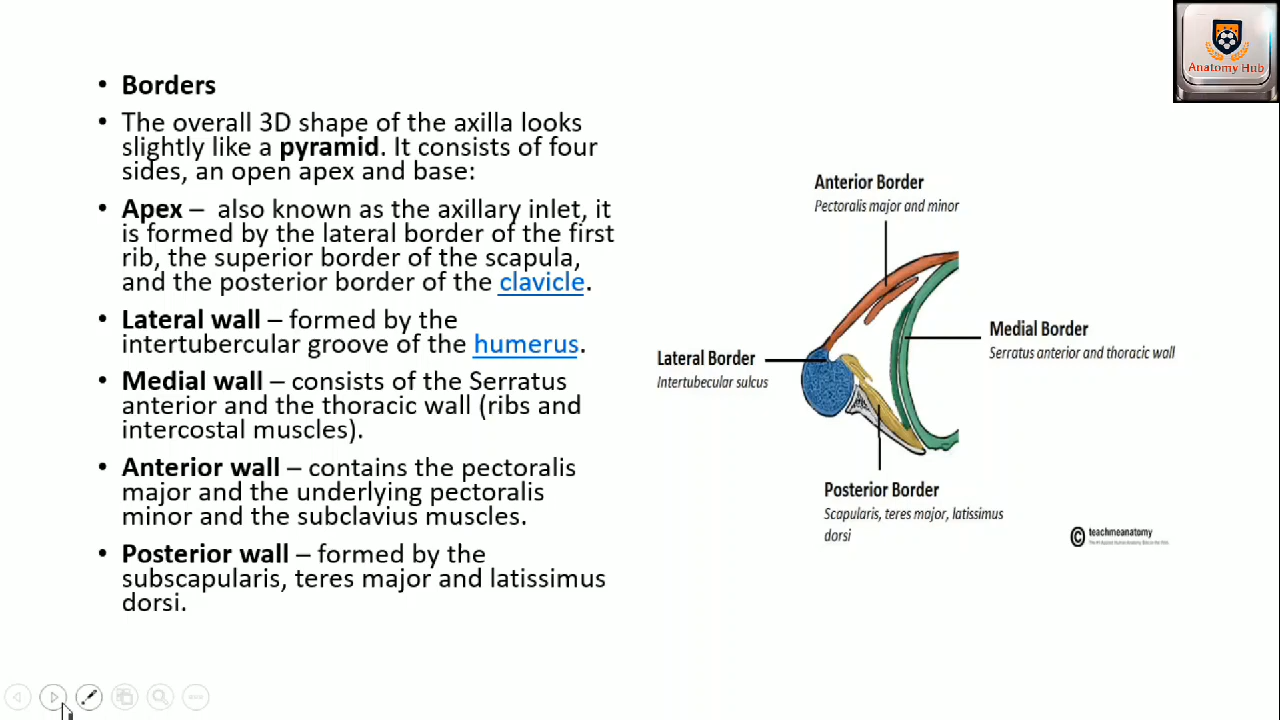 Anatomy Hub
• Borders
• The overall 3D shape of the axilla looks
slightly like a pyramid. It consists of four
sides, an open apex and base:
• Apex – also known as the axillary inlet, it
is formed by the lateral border of the first
rib, the superior border of the scapula,
and the posterior border of the clavicle.
• Lateral wall – formed by the
intertubercular groove of the humerus.
• Medial wall – consists of the Serratus
anterior and the thoracic wall (ribs and
intercostal muscles).
• Anterior wall – contains the pectoralis
major and the underlying pectoralis
minor and the subclavius muscles.
• Posterior wall – formed by the
subscapularis, teres major and latissimus
dorsi.
Anterior Border
Pectoralis major and minor
Medial Border
Serratus anterior and thoracic wall
Lateral Border
Intertubecular sulcus
Posterior Border
Scapularis, teres major, latissimus
dorsi
© teachmeanatomy